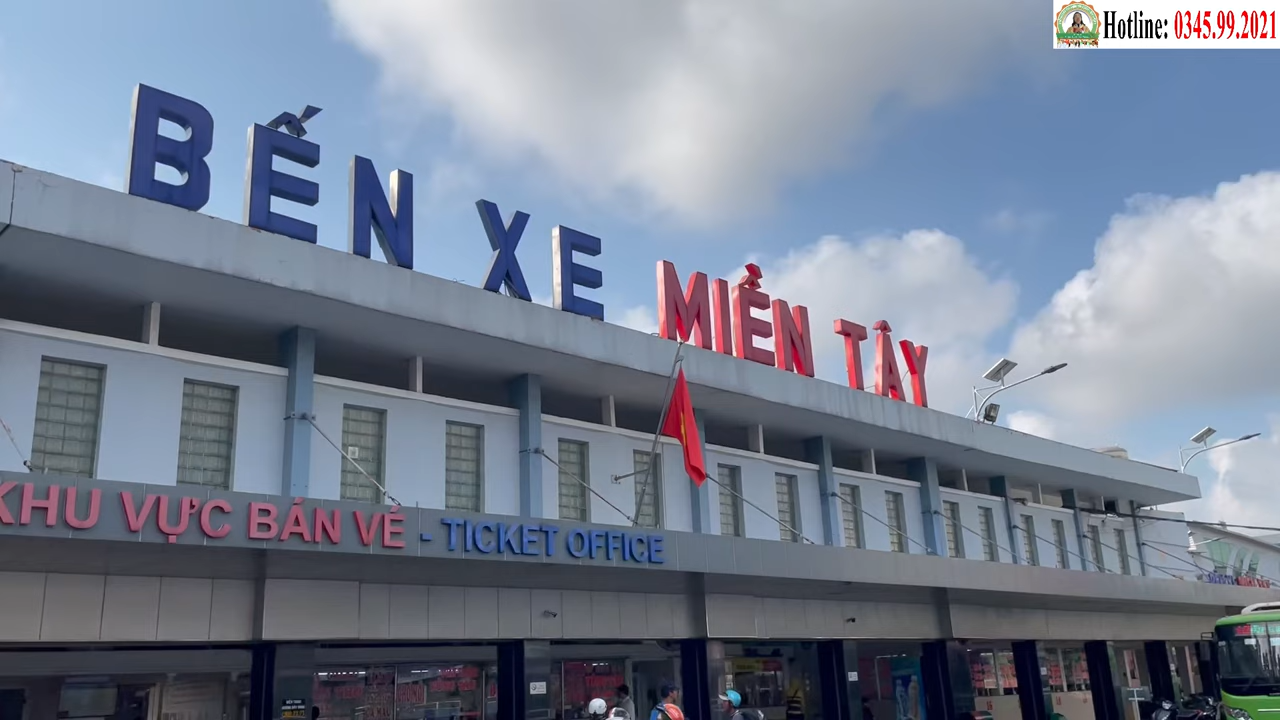 Hotline: 0345.99.2021
BẾN XE MIỀN TÂY
KHU VỰC BÁN VÉ - TICKET OFFICE